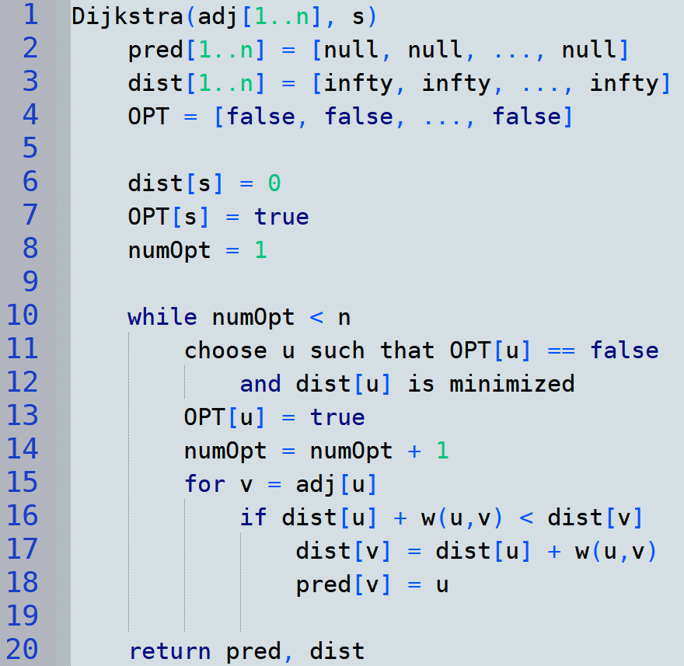 1 Dijkstra(adj[1..n], s)
2     pred[1..n] = [null, null, ..., null]
3     dist[1..n] = [infty, infty, ..., infty]
4     OPT = [false, false, ..., false]
5
6     dist[s] = 0
7     OPT[s] = true
8     numOpt = 1
9
10     while numOpt < n
11         choose u such that OPT[u] == false
12             and dist[u] is minimized
13         OPT[u] = true
14         numOpt = numOpt + 1
15         for v = adj[u]
16             if dist[u] + w(u,v) < dist[v]
17                 dist[v] = dist[u] + w(u,v)
18                 pred[v] = u
19
20     return pred, dist